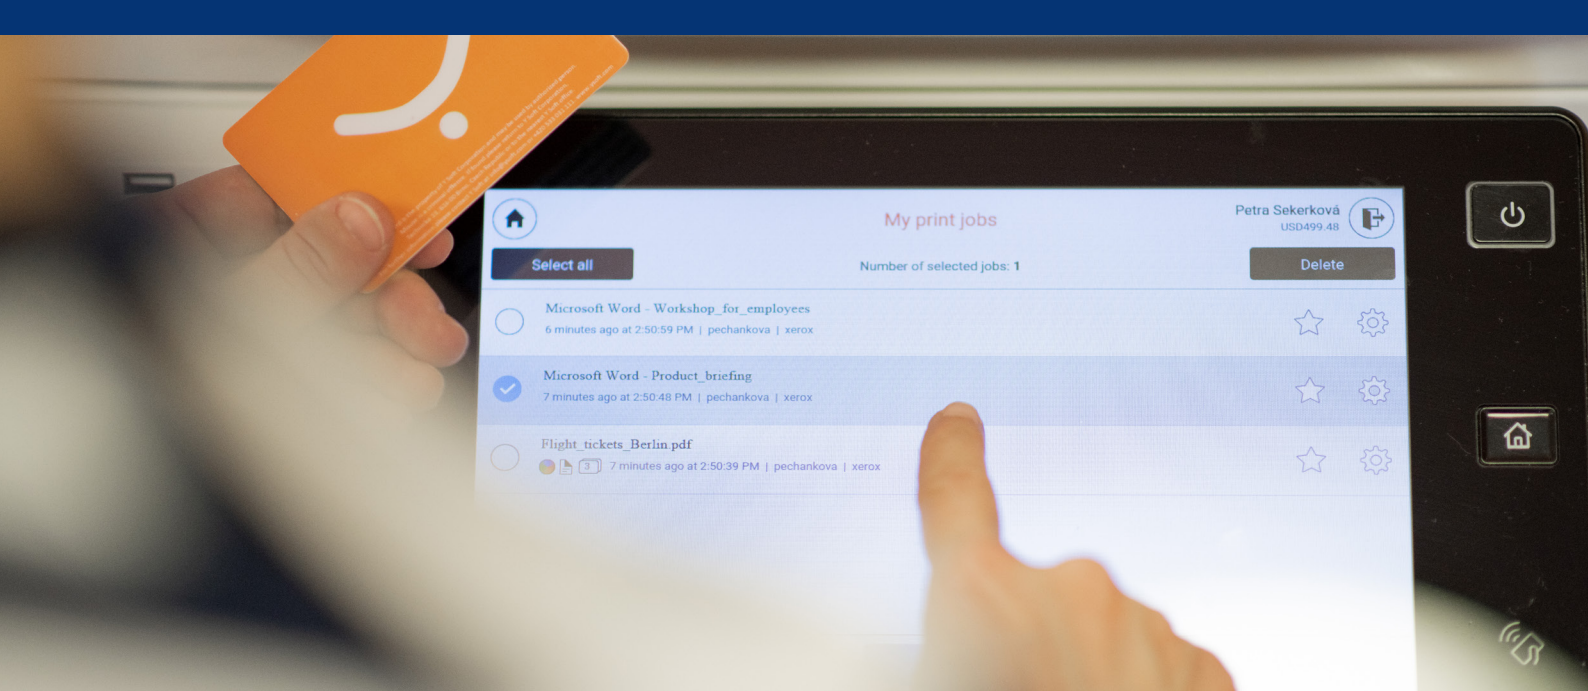 My print jobs
Petra Sekerková
USD499.48
Select all
Number of selected jobs: 1
Delete
Microsoft Word - Workshop_for_employees
6 minutes ago at 2:50:59 PM | pechankova | xerox
Microsoft Word - Product_briefing
7 minutes ago at 2:50:48 PM | pechankova | xerox
Flight_tickets_Berlin.pdf
3 7 minutes ago at 2:50:39 PM | pechankova | xerox